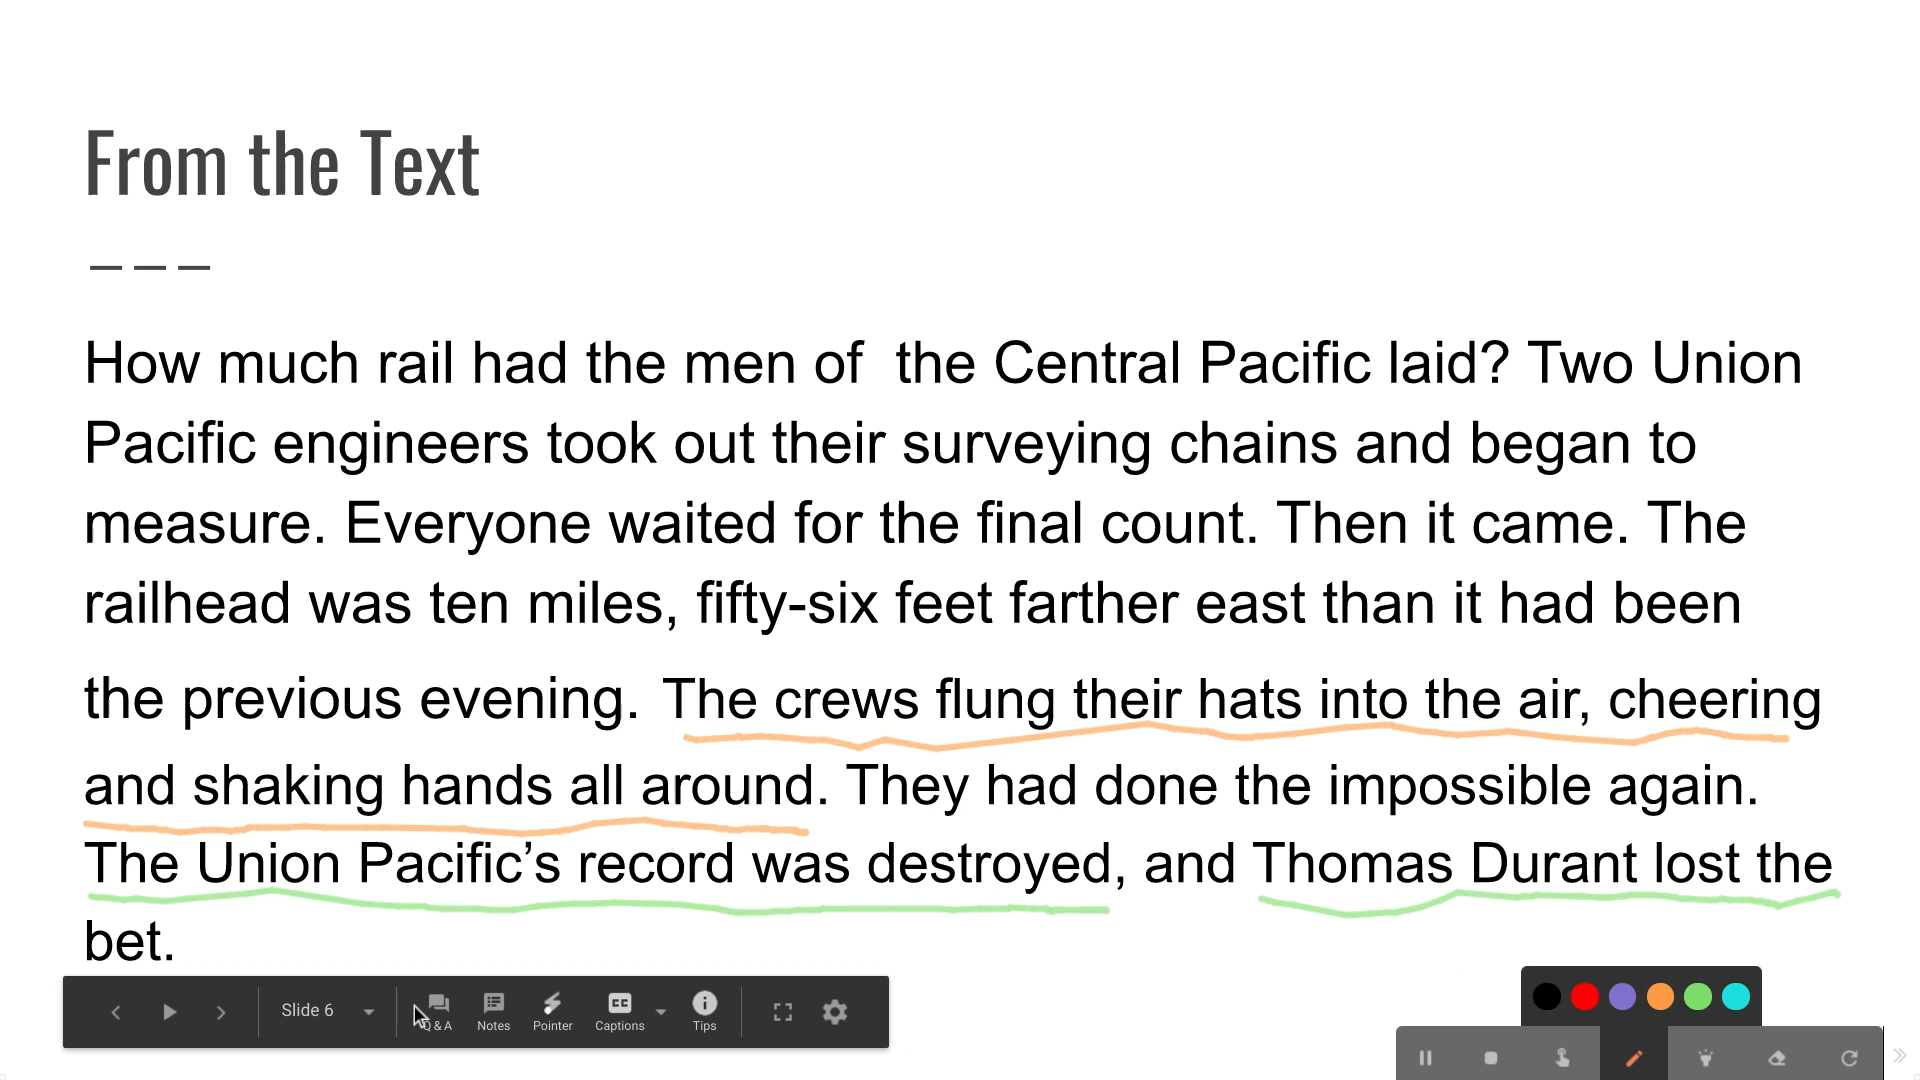 From the Text
How much rail had the men of  the Central Pacific laid? Two Union
Pacific engineers took out their surveying chains and began to
measure. Everyone waited for the final count. Then it came. The
railhead was ten miles, fifty-six feet farther east than it had been
the previous evening. The crews flung their hats into the air, cheering
and shaking hands all around. They had done the impossible again.
The Union Pacific’s record was destroyed, and Thomas Durant lost the
bet.
Slide 6
Q & A
Notes
Pointer
CC
Captions
Tips